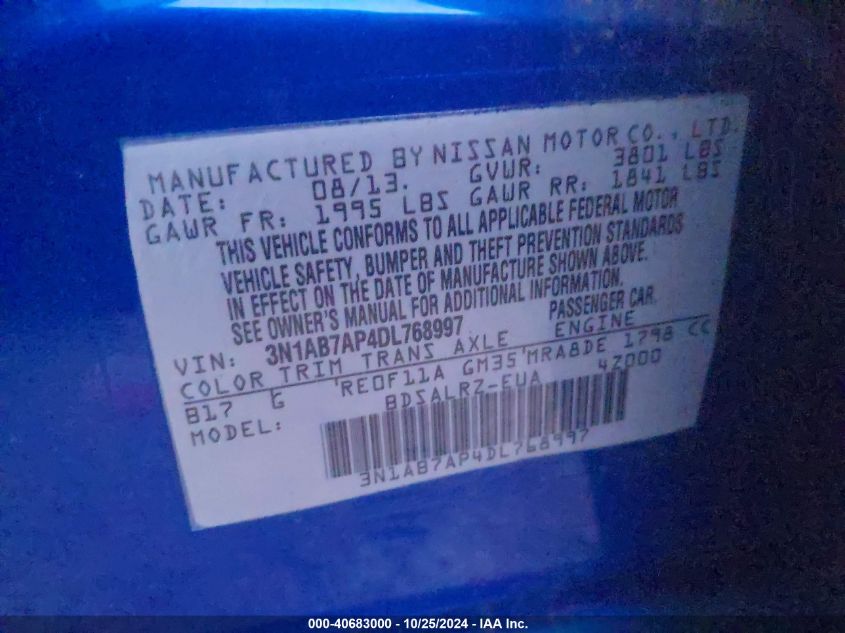 MANUFACTURED BY NISSAN MOTOR CO., LTD.
DATE: 08/13. GVWR: 3801 LBS
GAWR FR: 1995 LBS GAWR RR: 1841 LBS
THIS VEHICLE CONFORMS TO ALL APPLICABLE FEDERAL MOTOR
VEHICLE SAFETY, BUMPER AND THEFT PREVENTION STANDARDS
IN EFFECT ON THE DATE OF MANUFACTURE SHOWN ABOVE.
SEE OWNER'S MANUAL FOR ADDITIONAL INFORMATION.
VIN: 3N1AB7AP4DL768997 PASSENGER CAR.
COLOR TRIM TRANS AXLE ENGINE
B17 G RE0F11A GM35 MRA8DE 1798 CC
MODEL: BDSALRZ-EUA 4Z000
3N1AB7AP4DL768997
000-40683000 - 10/25/2024 - IAA Inc.